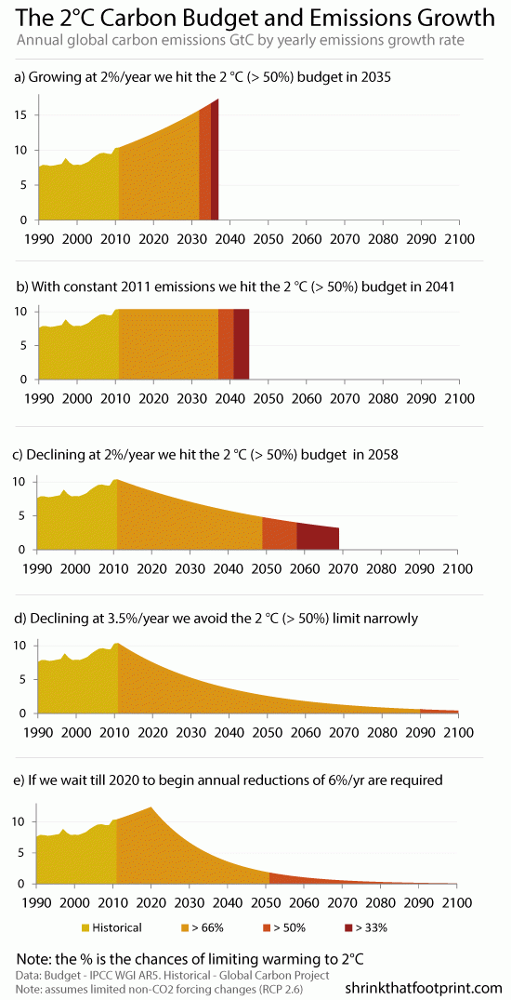 The 2°C Carbon Budget and Emissions Growth
Annual global carbon emissions GtC by yearly emissions growth rate
a) Growing at 2%/year we hit the 2 °C (> 50%) budget in 2035
15
10
5
0
1990 2000 2010 2020 2030 2040 2050 2060 2070 2080 2090 2100
b) With constant 2011 emissions we hit the 2 °C (> 50%) budget in 2041
10
5
0
1990 2000 2010 2020 2030 2040 2050 2060 2070 2080 2090 2100
c) Declining at 2%/year we hit the 2 °C (> 50%) budget in 2058
10
5
0
1990 2000 2010 2020 2030 2040 2050 2060 2070 2080 2090 2100
d) Declining at 3.5%/year we avoid the 2 °C (> 50%) limit narrowly
10
5
0
1990 2000 2010 2020 2030 2040 2050 2060 2070 2080 2090 2100
e) If we wait till 2020 to begin annual reductions of 6%/yr are required
10
5
0
1990 2000 2010 2020 2030 2040 2050 2060 2070 2080 2090 2100
Historical > 66% > 50% > 33%
Note: the % is the chances of limiting warming to 2°C
Data: Budget - IPCC WGI AR5. Historical - Global Carbon Project
Note: assumes limited non-CO2 forcing changes (RCP 2.6)
shrinkthatfootprint.com